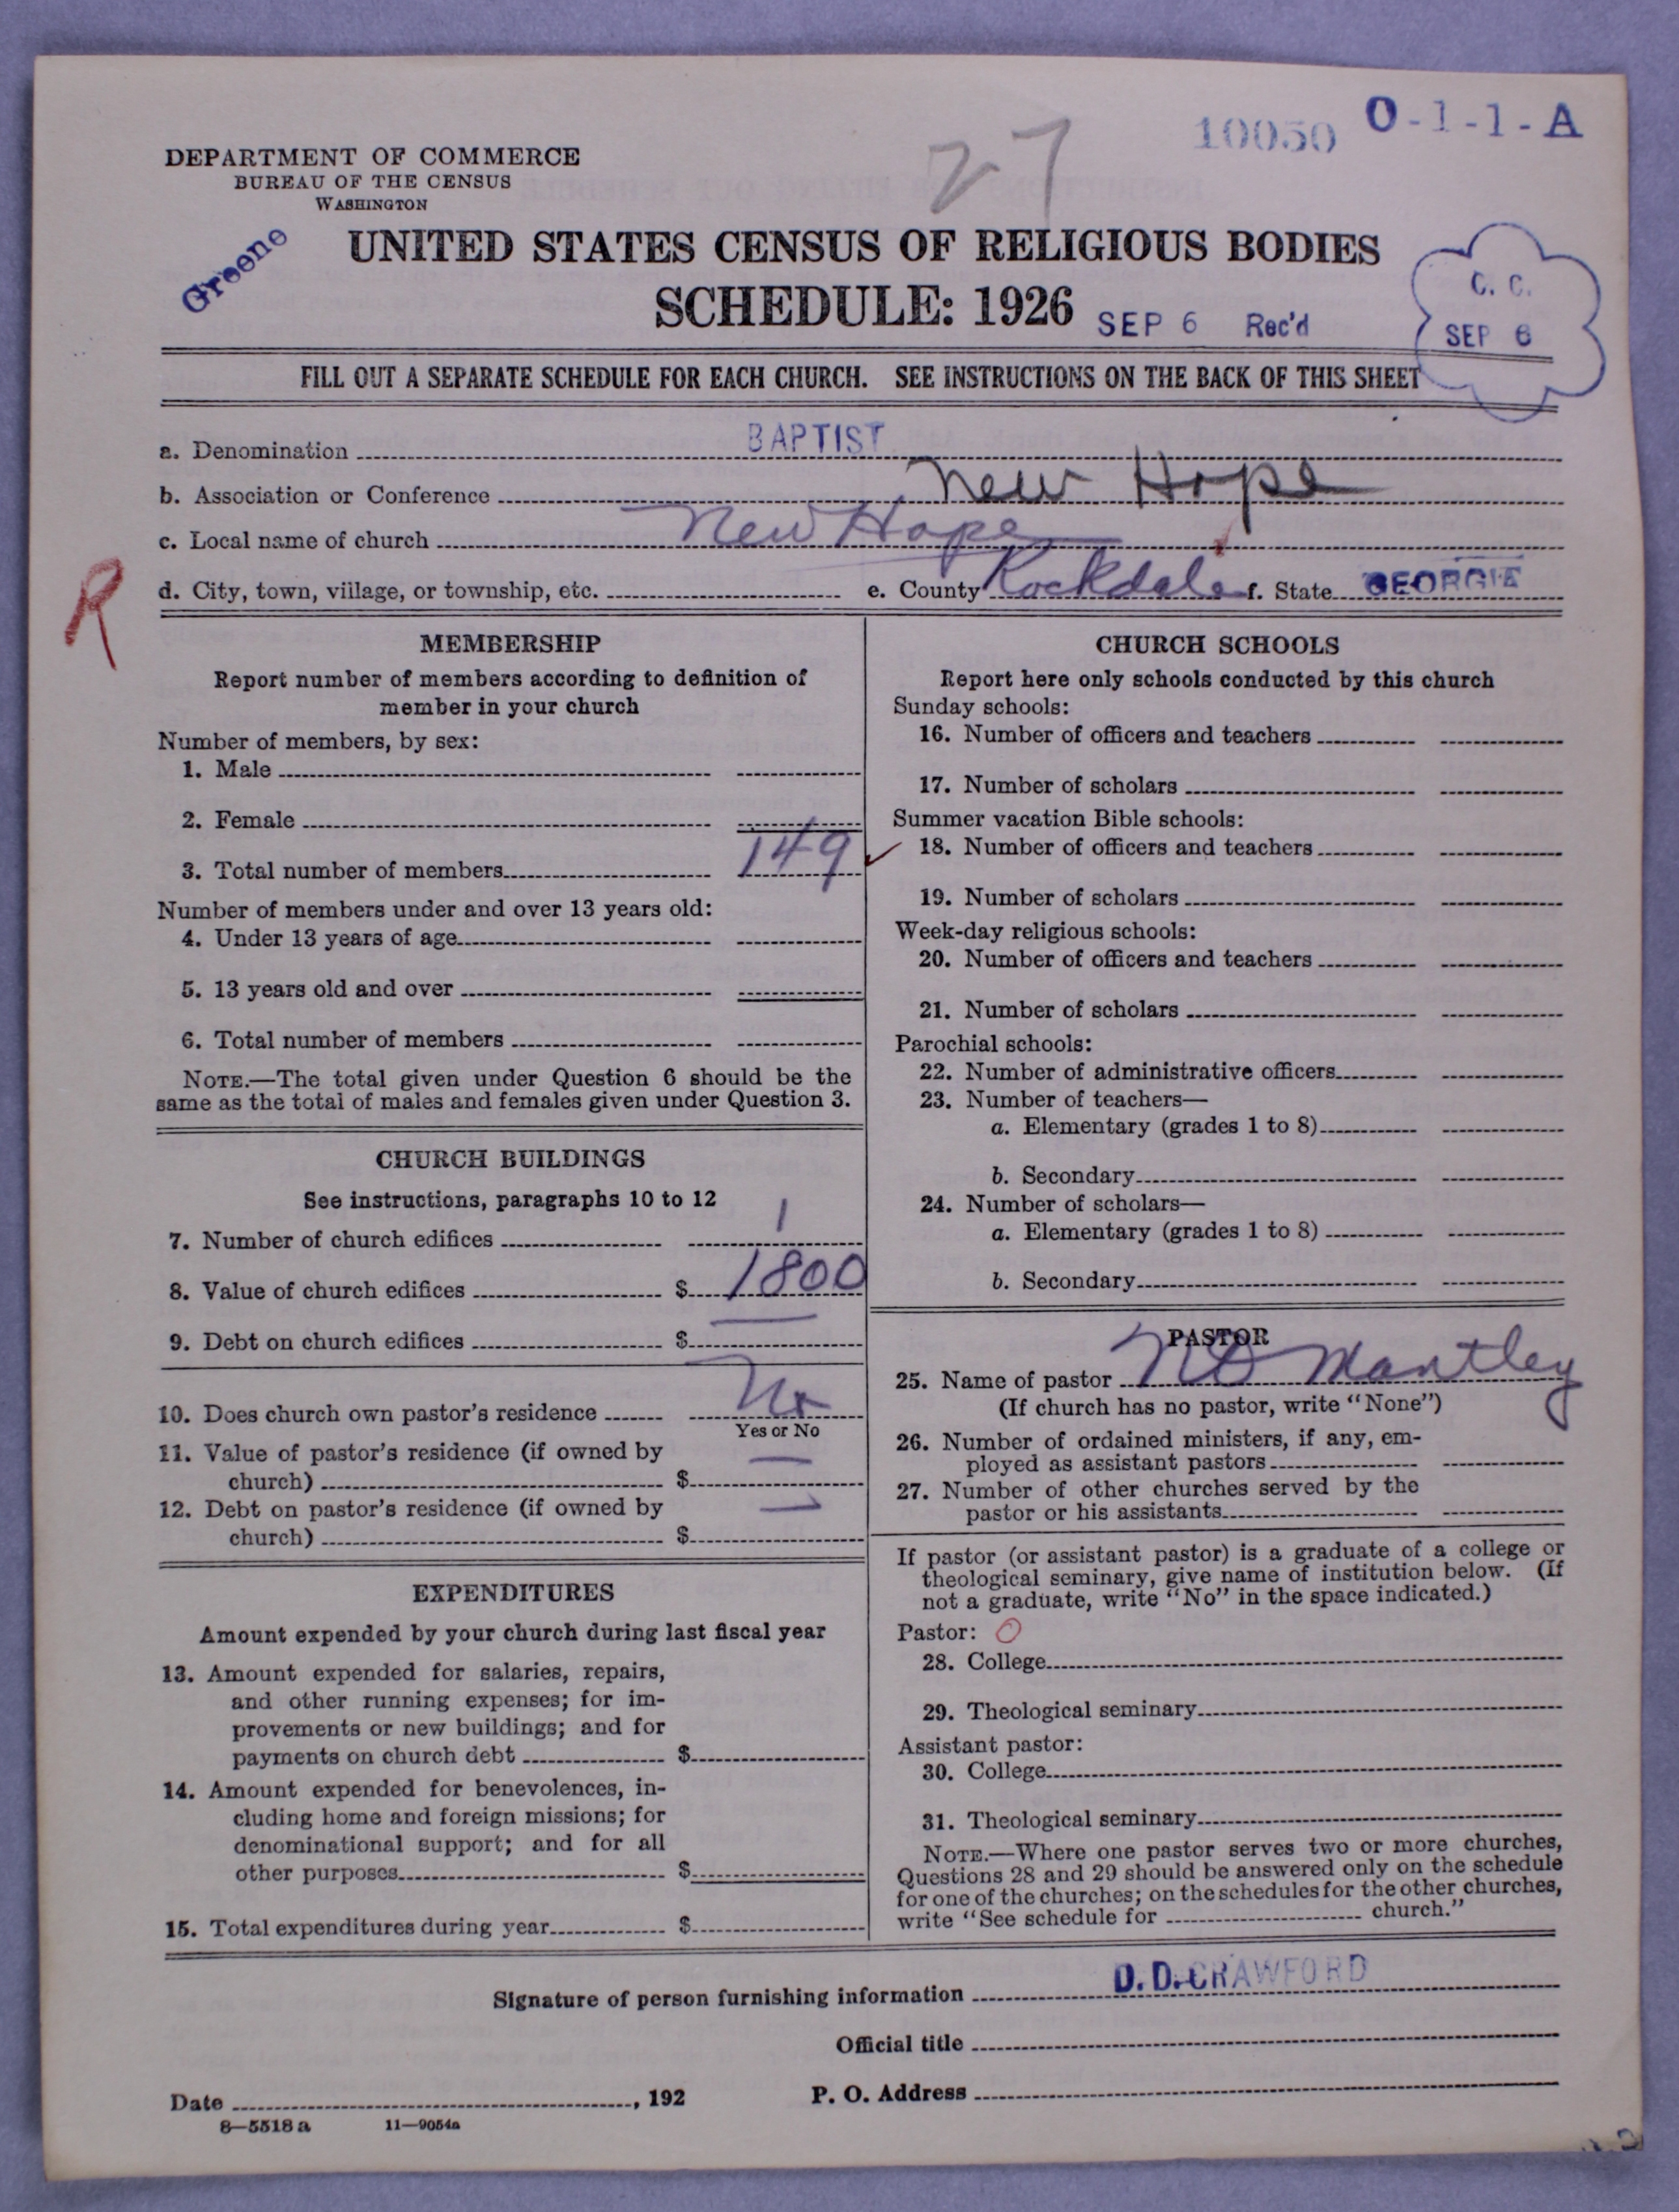 10050 O-1-1-A
27
DEPARTMENT OF COMMERCE
BUREAU OF THE CENSUS
WASHINGTON
Greene
UNITED STATES CENSUS OF RELIGIOUS BODIES
SCHEDULE: 1926 SEP 6 Rec'd
C. C.
SEP 6
FILL OUT A SEPARATE SCHEDULE FOR EACH CHURCH. SEE INSTRUCTIONS ON THE BACK OF THIS SHEET
a. Denomination BAPTIST
b. Association or Conference New Hope
c. Local name of church New Hope
R
d. City, town, village, or township, etc. e. County Rockdale f. State GEORGIA
MEMBERSHIP
Report number of members according to definition of
member in your church
Number of members, by sex:
1. Male
2. Female
3. Total number of members 149
Number of members under and over 13 years old:
4. Under 13 years of age
5. 13 years old and over
6. Total number of members
NOTE.—The total given under Question 6 should be the
same as the total of males and females given under Question 3.
CHURCH BUILDINGS
See instructions, paragraphs 10 to 12
7. Number of church edifices 1
8. Value of church edifices $ 1800
9. Debt on church edifices $ —
10. Does church own pastor's residence No
Yes or No
11. Value of pastor's residence (if owned by
church) $ —
12. Debt on pastor's residence (if owned by
church) $ —
EXPENDITURES
Amount expended by your church during last fiscal year
13. Amount expended for salaries, repairs,
and other running expenses; for im-
provements or new buildings; and for
payments on church debt $
14. Amount expended for benevolences, in-
cluding home and foreign missions; for
denominational support; and for all
other purposes $
15. Total expenditures during year $
CHURCH SCHOOLS
Report here only schools conducted by this church
Sunday schools:
16. Number of officers and teachers
17. Number of scholars
Summer vacation Bible schools:
18. Number of officers and teachers
19. Number of scholars
Week-day religious schools:
20. Number of officers and teachers
21. Number of scholars
Parochial schools:
22. Number of administrative officers
23. Number of teachers—
a. Elementary (grades 1 to 8)
b. Secondary
24. Number of scholars—
a. Elementary (grades 1 to 8)
b. Secondary
PASTOR
25. Name of pastor Mantley
(If church has no pastor, write "None")
26. Number of ordained ministers, if any, em-
ployed as assistant pastors
27. Number of other churches served by the
pastor or his assistants
If pastor (or assistant pastor) is a graduate of a college or
theological seminary, give name of institution below. (If
not a graduate, write "No" in the space indicated.)
Pastor: O
28. College
29. Theological seminary
Assistant pastor:
30. College
31. Theological seminary
NOTE.—Where one pastor serves two or more churches,
Questions 28 and 29 should be answered only on the schedule
for one of the churches; on the schedules for the other churches,
write "See schedule for church."
Signature of person furnishing information D. D. CRAWFORD
Official title
Date , 192 P. O. Address
8—5518 a 11—9054a